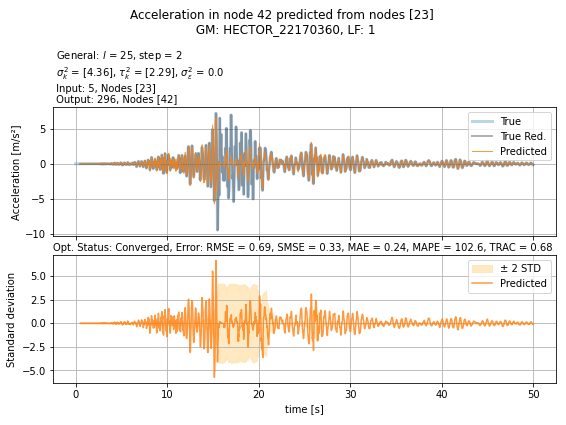 Acceleration in node 42 predicted from nodes [23]
GM: HECTOR_22170360, LF: 1
General: l = 25, step = 2
σ²ₖ = [4.36], τ²ₖ = [2.29], σ²ε = 0.0
Input: 5, Nodes [23]
Output: 296, Nodes [42]
Acceleration [m/s²]
5
0
−5
−10
True
True Red.
Predicted
Opt. Status: Converged, Error: RMSE = 0.69, SMSE = 0.33, MAE = 0.24, MAPE = 102.6, TRAC = 0.68
Standard deviation
5.0
2.5
0.0
−2.5
−5.0
± 2 STD
Predicted
0 10 20 30 40 50
time [s]